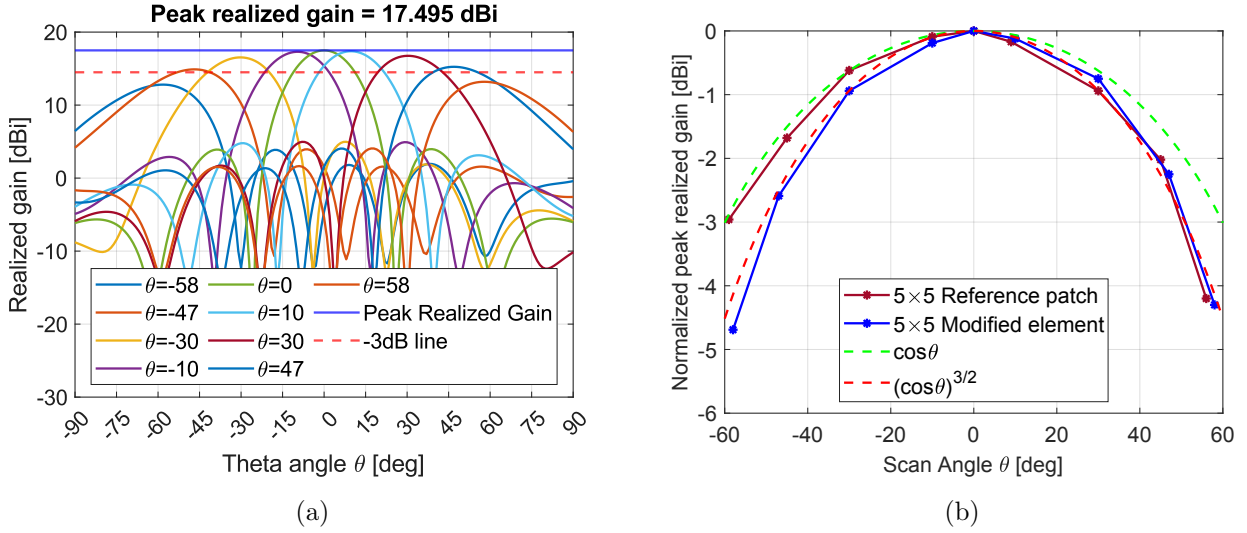 Peak realized gain = 17.495 dBi
Realized gain [dBi]
20
10
0
-10
-20
-30
θ=-58
θ=-47
θ=-30
θ=-10
θ=0
θ=10
θ=30
θ=47
θ=58
Peak Realized Gain
-3dB line
-90
-75
-60
-45
-30
-15
0
15
30
45
60
75
90
Theta angle θ [deg]
(a)
Normalized peak realized gain [dBi]
0
-1
-2
-3
-4
-5
-6
5×5 Reference patch
5×5 Modified element
cosθ
(cosθ)^{3/2}
-60
-40
-20
0
20
40
60
Scan Angle θ [deg]
(b)